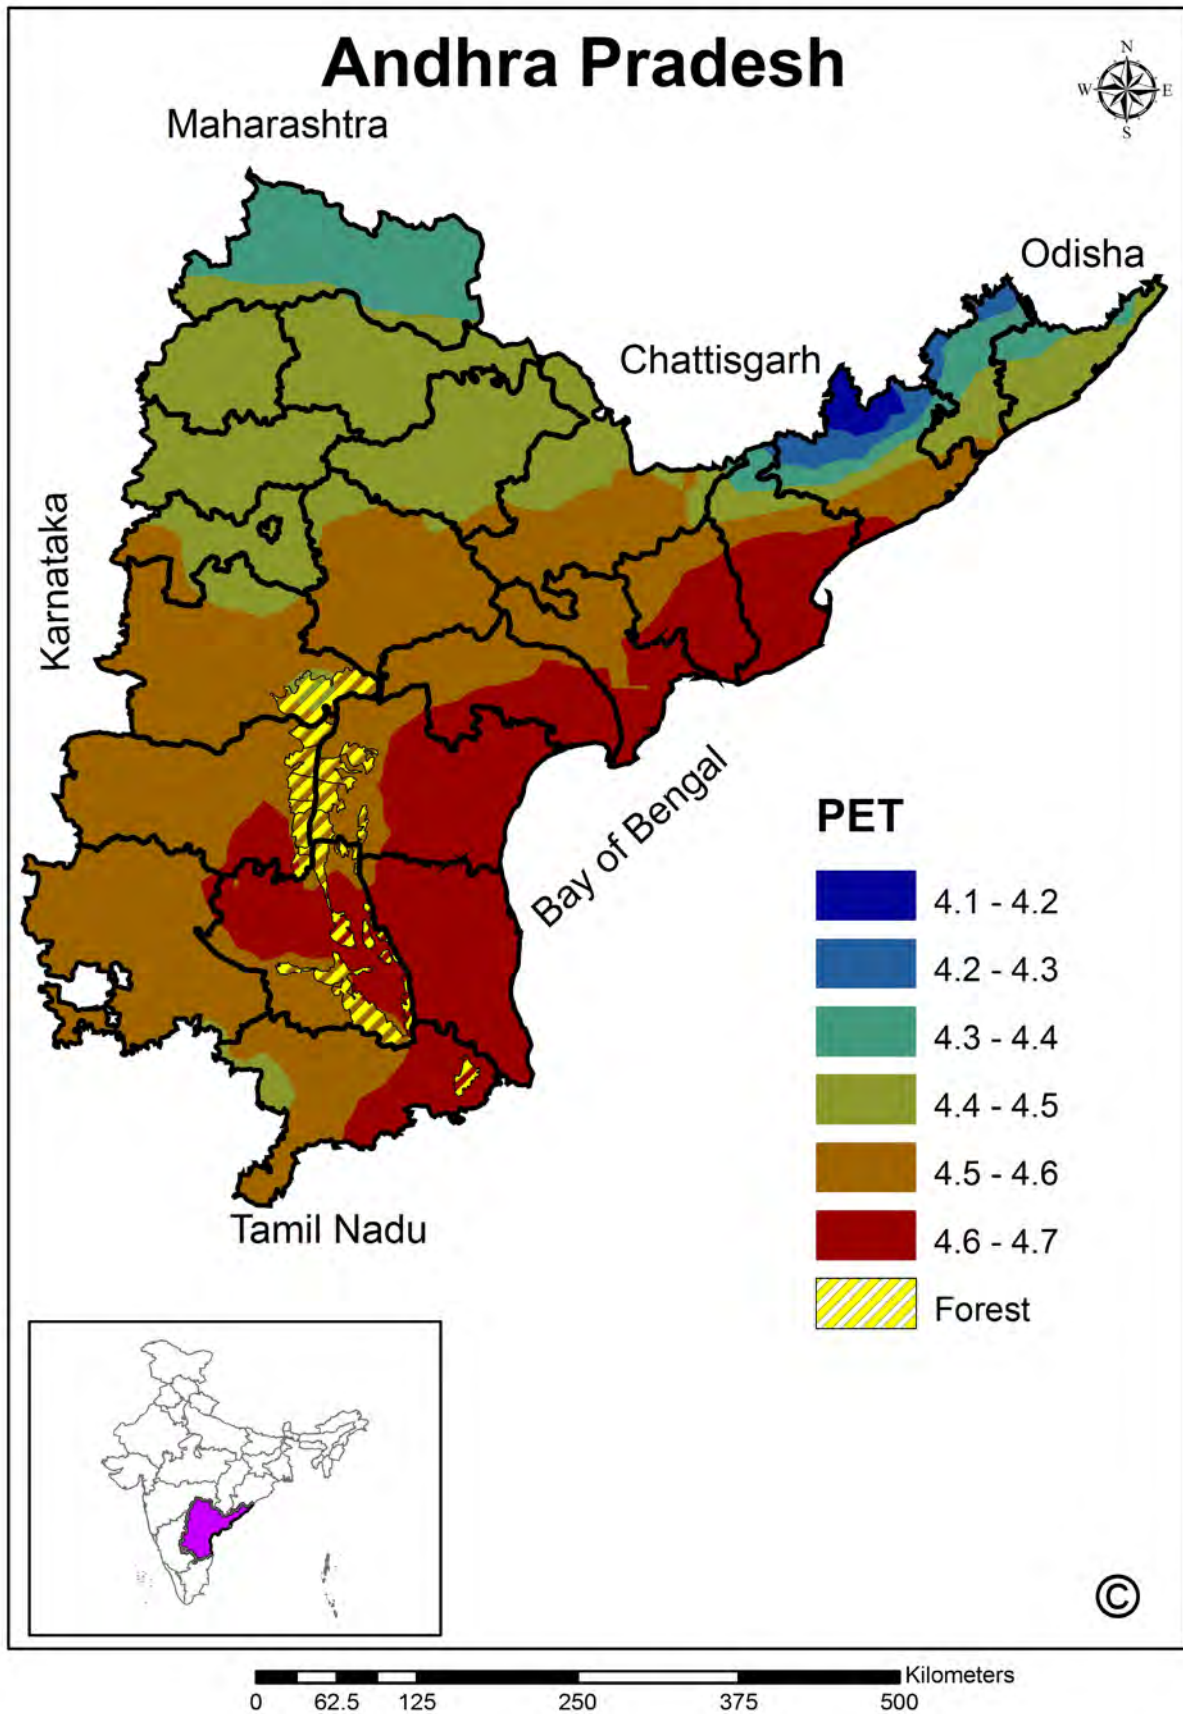 Andhra Pradesh
N
W
E
S
Maharashtra
Odisha
Chattisgarh
Karnataka
Bay of Bengal
Tamil Nadu
PET
4.1 - 4.2
4.2 - 4.3
4.3 - 4.4
4.4 - 4.5
4.5 - 4.6
4.6 - 4.7
Forest
©
Kilometers
0 62.5 125 250 375 500